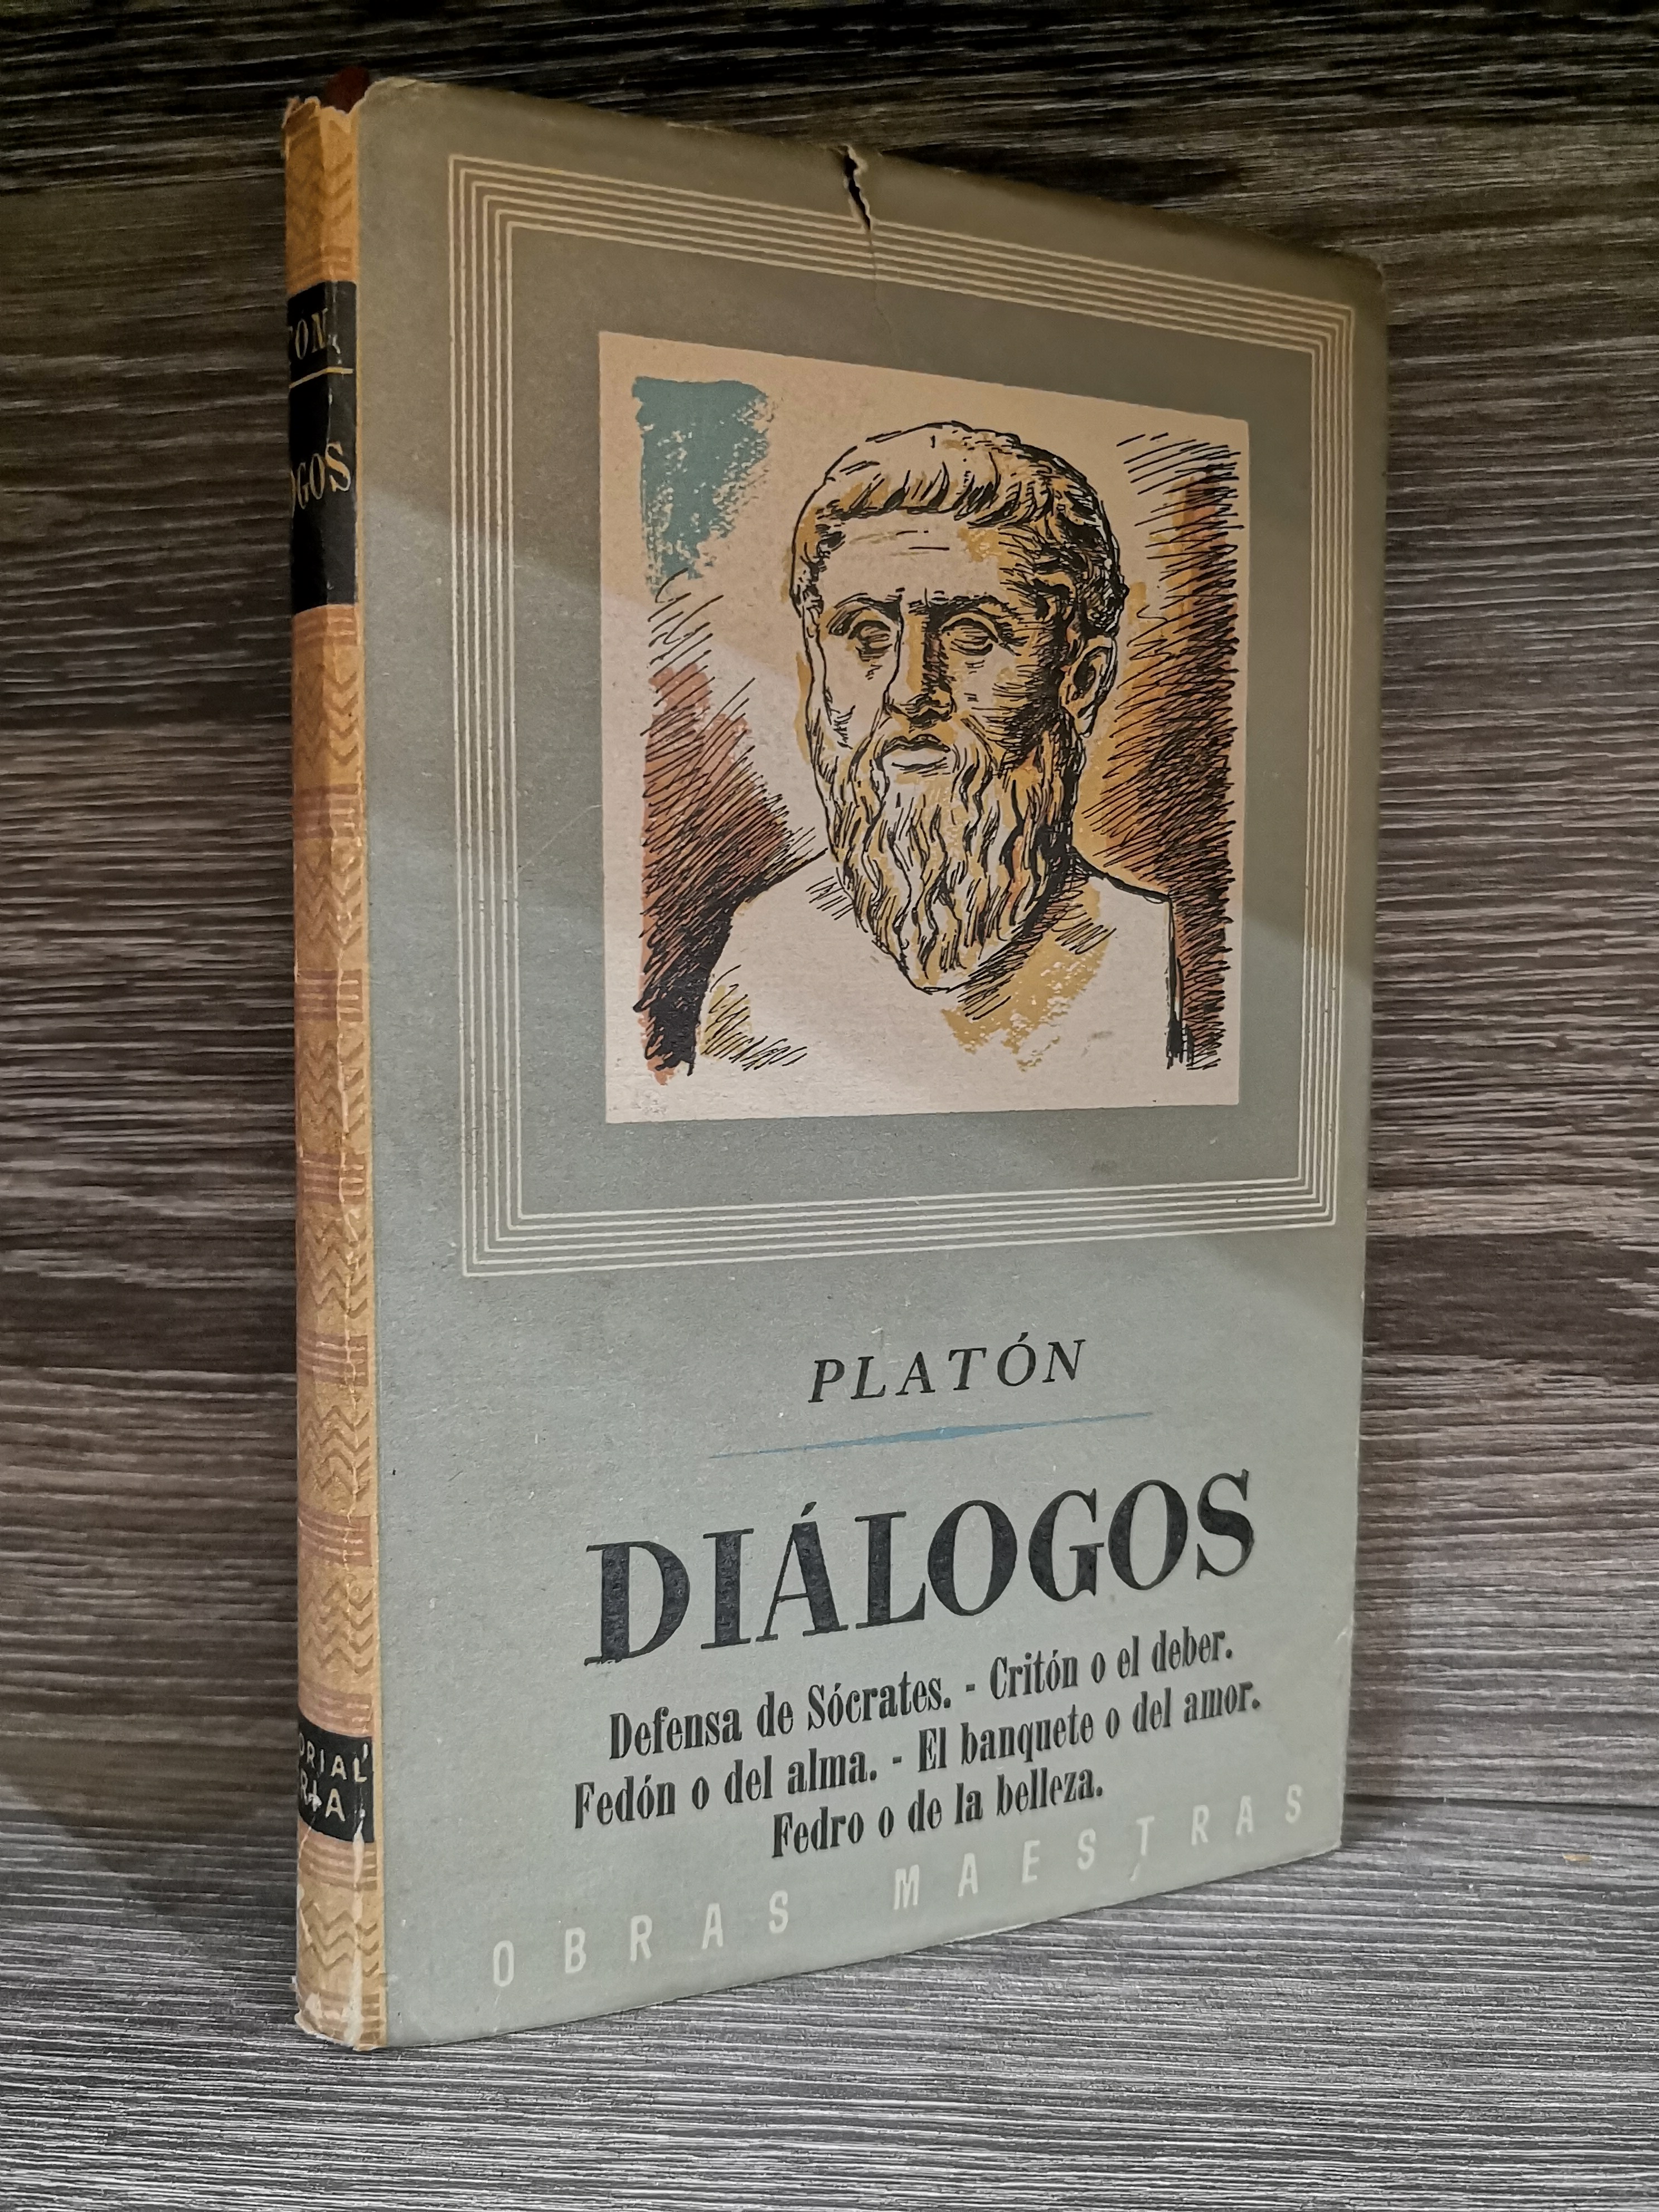 PLATÓN
DIÁLOGOS
Defensa de Sócrates. - Critón o el deber.
Fedón o del alma. - El banquete o del amor.
Fedro o de la belleza.
OBRAS MAESTRAS